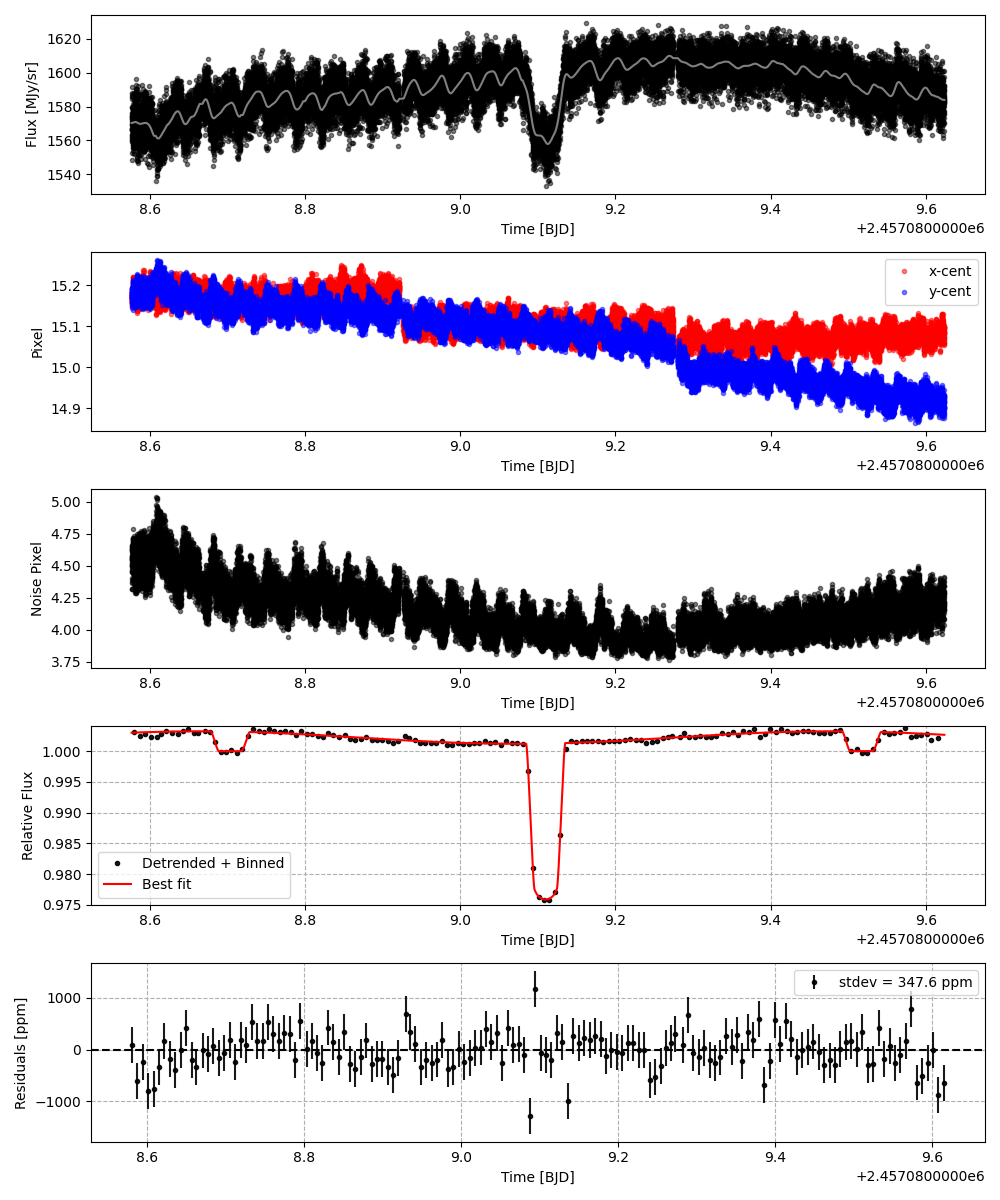 1620
1600
1580
1560
1540
Flux [MJy/sr]
8.6 8.8 9.0 9.2 9.4 9.6
Time [BJD]
+2.4570800000e6
15.2
15.1
15.0
14.9
Pixel
x-cent
y-cent
8.6 8.8 9.0 9.2 9.4 9.6
Time [BJD]
+2.4570800000e6
5.00
4.75
4.50
4.25
4.00
3.75
Noise Pixel
8.6 8.8 9.0 9.2 9.4 9.6
Time [BJD]
+2.4570800000e6
1.000
0.995
0.990
0.985
0.980
0.975
Relative Flux
Detrended + Binned
Best fit
8.6 8.8 9.0 9.2 9.4 9.6
Time [BJD]
+2.4570800000e6
1000
0
−1000
Residuals [ppm]
stdev = 347.6 ppm
8.6 8.8 9.0 9.2 9.4 9.6
Time [BJD]
+2.4570800000e6